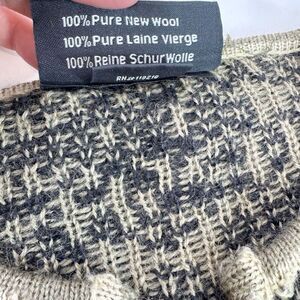 100% Pure New Wool
100% Pure Laine Vierge
100% Reine SchurWolle